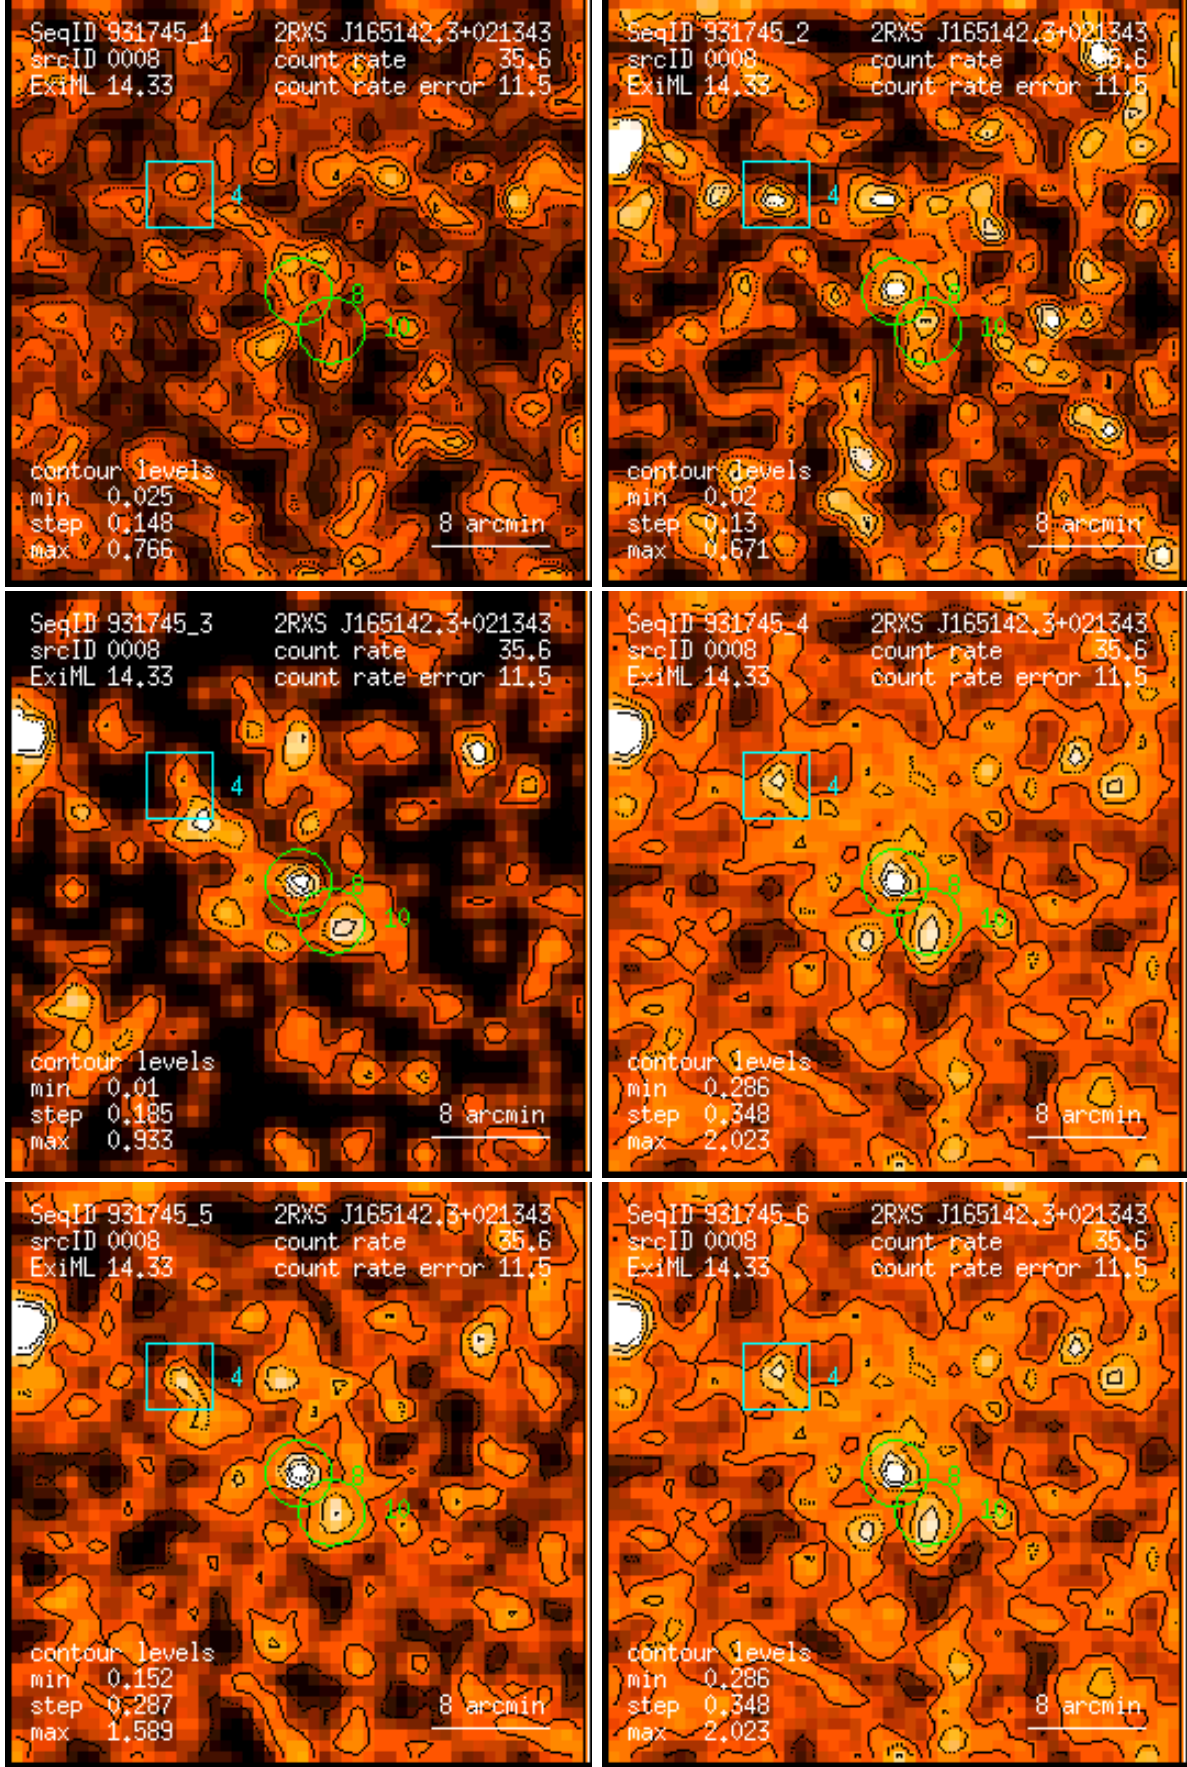 SeqID 931745_1 2RXS J165142.3+021343
srcID 0008 count rate 35.6
ExiML 14.33 count rate error 11.5
4
8
10
contour levels
min 0.025
step 0.148
max 0.766
8 arcmin
SeqID 931745_2 2RXS J165142.3+021343
srcID 0008 count rate 35.6
ExiML 14.33 count rate error 11.5
4
8
10
contour levels
min 0.02
step 0.13
max 0.671
8 arcmin
SeqID 931745_3 2RXS J165142.3+021343
srcID 0008 count rate 35.6
ExiML 14.33 count rate error 11.5
4
8
10
contour levels
min 0.01
step 0.185
max 0.933
8 arcmin
SeqID 931745_4 2RXS J165142.3+021343
srcID 0008 count rate 35.6
ExiML 14.33 count rate error 11.5
4
8
10
contour levels
min 0.286
step 0.348
max 2.023
8 arcmin
SeqID 931745_5 2RXS J165142.3+021343
srcID 0008 count rate 35.6
ExiML 14.33 count rate error 11.5
4
8
10
contour levels
min 0.152
step 0.287
max 1.589
8 arcmin
SeqID 931745_6 2RXS J165142.3+021343
srcID 0008 count rate 35.6
ExiML 14.33 count rate error 11.5
4
8
10
contour levels
min 0.286
step 0.348
max 2.023
8 arcmin